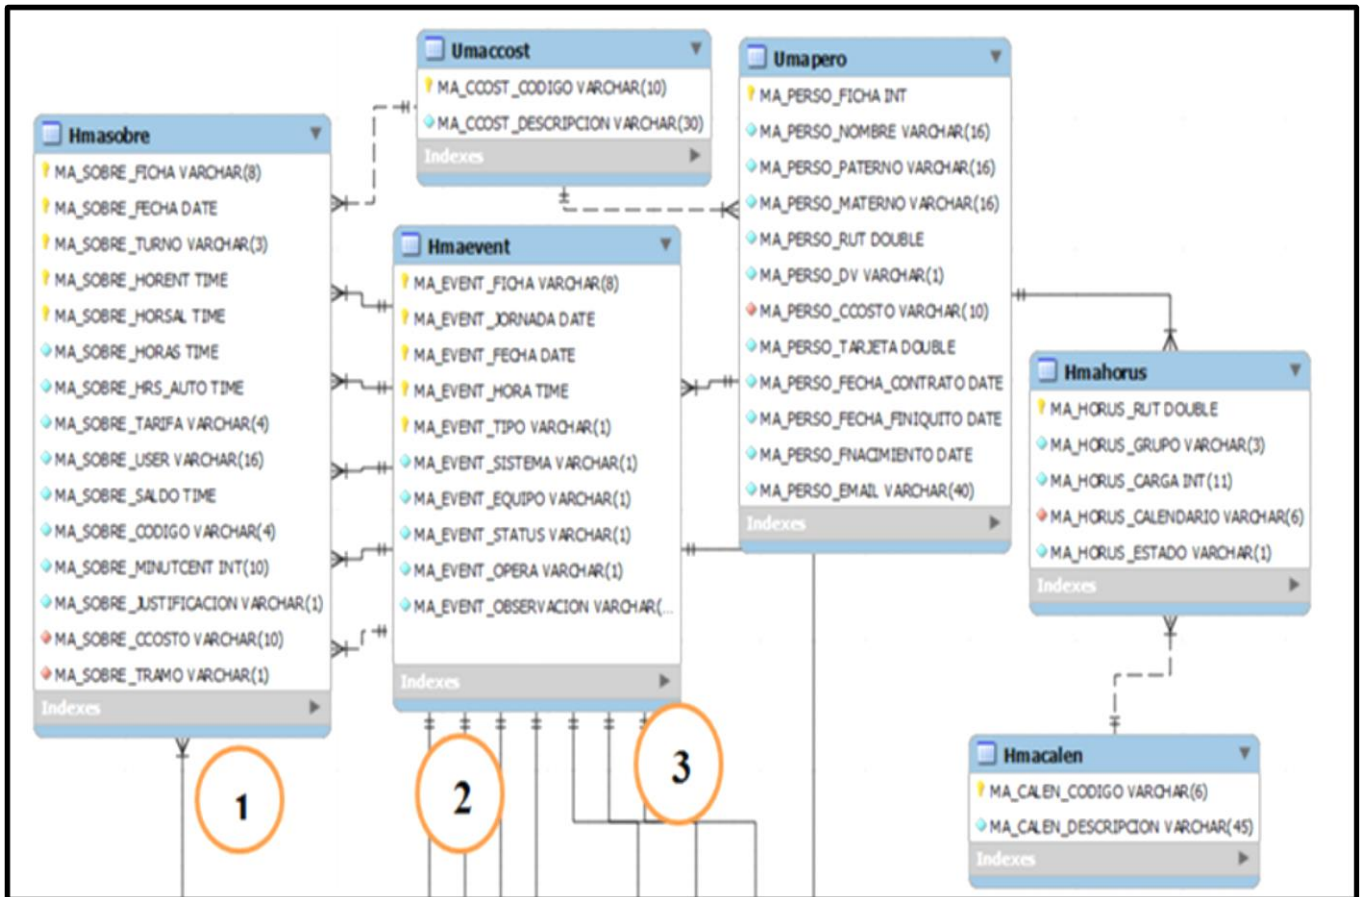 Umaccost
MA_CCOST_CODIGO VARCHAR(10)
MA_CCOST_DESCRIPCION VARCHAR(30)
Indexes
Umapero
MA_PERSO_FICHA INT
MA_PERSO_NOMBRE VARCHAR(16)
MA_PERSO_PATERNO VARCHAR(16)
MA_PERSO_MATERNO VARCHAR(16)
MA_PERSO_RUT DOUBLE
MA_PERSO_DV VARCHAR(1)
MA_PERSO_CCOSTO VARCHAR(10)
MA_PERSO_TARJETA DOUBLE
MA_PERSO_FECHA_CONTRATO DATE
MA_PERSO_FECHA_FINIQUITO DATE
MA_PERSO_FNACIMIENTO DATE
MA_PERSO_EMAIL VARCHAR(40)
Indexes
Hmasobre
MA_SOBRE_FICHA VARCHAR(8)
MA_SOBRE_FECHA DATE
MA_SOBRE_TURNO VARCHAR(3)
MA_SOBRE_HORENT TIME
MA_SOBRE_HORSAL TIME
MA_SOBRE_HORAS TIME
MA_SOBRE_HRS_AUTO TIME
MA_SOBRE_TARIFA VARCHAR(4)
MA_SOBRE_USER VARCHAR(16)
MA_SOBRE_SALDO TIME
MA_SOBRE_CODIGO VARCHAR(4)
MA_SOBRE_MINUTCENT INT(10)
MA_SOBRE_JUSTIFICACION VARCHAR(1)
MA_SOBRE_CCOSTO VARCHAR(10)
MA_SOBRE_TRAMO VARCHAR(1)
Indexes
Hmaevent
MA_EVENT_FICHA VARCHAR(8)
MA_EVENT_JORNADA DATE
MA_EVENT_FECHA DATE
MA_EVENT_HORA TIME
MA_EVENT_TIPO VARCHAR(1)
MA_EVENT_SISTEMA VARCHAR(1)
MA_EVENT_EQUIPO VARCHAR(1)
MA_EVENT_STATUS VARCHAR(1)
MA_EVENT_OPERA VARCHAR(1)
MA_EVENT_OBSERVACION VARCHAR(...
Indexes
Hmahorus
MA_HORUS_RUT DOUBLE
MA_HORUS_GRUPO VARCHAR(3)
MA_HORUS_CARGA INT(11)
MA_HORUS_CALENDARIO VARCHAR(6)
MA_HORUS_ESTADO VARCHAR(1)
Indexes
Hmacalen
MA_CALEN_CODIGO VARCHAR(6)
MA_CALEN_DESCRIPCION VARCHAR(45)
Indexes
1
2
3